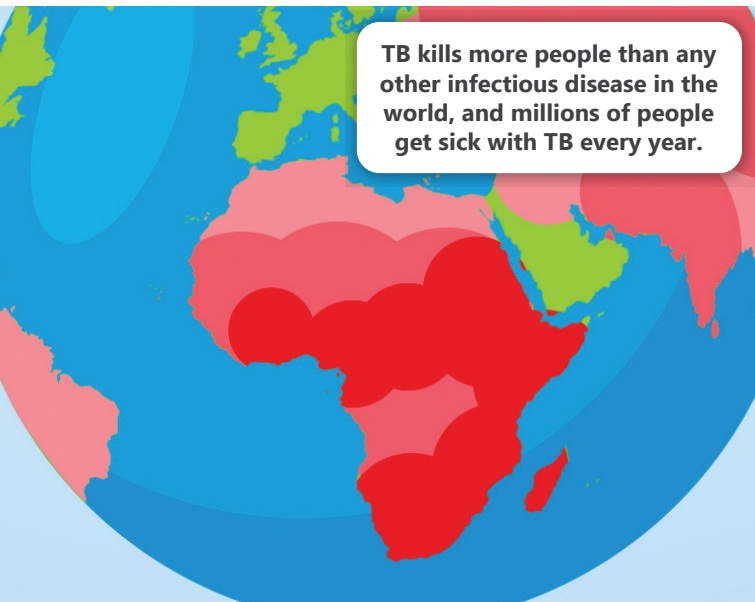 TB kills more people than any
other infectious disease in the
world, and millions of people
get sick with TB every year.